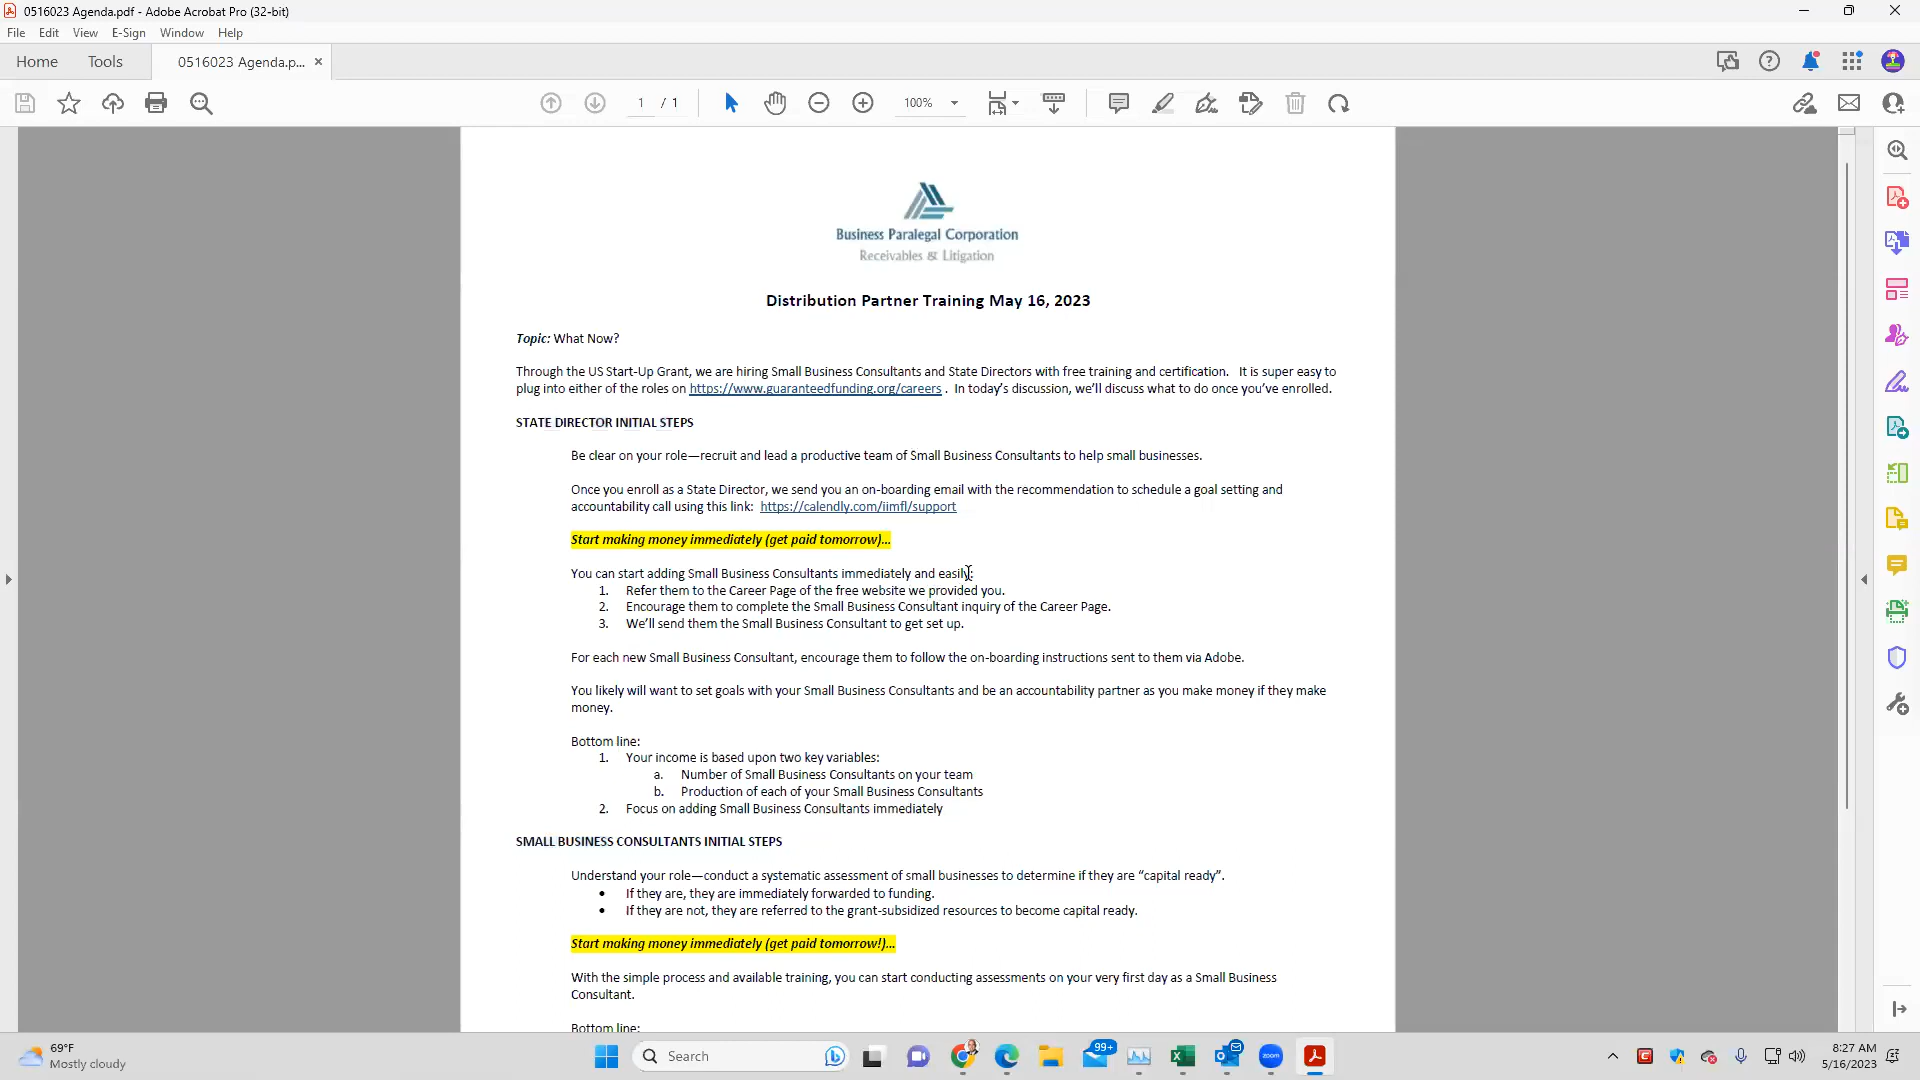 0516023 Agenda.pdf - Adobe Acrobat Pro (32-bit)
File Edit View E-Sign Window Help
Home Tools 0516023 Agenda.p... ×
1 / 1 100%
Business Paralegal Corporation
Receivables & Litigation
Distribution Partner Training May 16, 2023
Topic: What Now?
Through the US Start-Up Grant, we are hiring Small Business Consultants and State Directors with free training and certification. It is super easy to
plug into either of the roles on https://www.guaranteedfunding.org/careers . In today's discussion, we'll discuss what to do once you've enrolled.
STATE DIRECTOR INITIAL STEPS
Be clear on your role—recruit and lead a productive team of Small Business Consultants to help small businesses.
Once you enroll as a State Director, we send you an on-boarding email with the recommendation to schedule a goal setting and
accountability call using this link: https://calendly.com/iimfl/support
Start making money immediately (get paid tomorrow)...
You can start adding Small Business Consultants immediately and easily:
1. Refer them to the Career Page of the free website we provided you.
2. Encourage them to complete the Small Business Consultant inquiry of the Career Page.
3. We'll send them the Small Business Consultant to get set up.
For each new Small Business Consultant, encourage them to follow the on-boarding instructions sent to them via Adobe.
You likely will want to set goals with your Small Business Consultants and be an accountability partner as you make money if they make
money.
Bottom line:
1. Your income is based upon two key variables:
a. Number of Small Business Consultants on your team
b. Production of each of your Small Business Consultants
2. Focus on adding Small Business Consultants immediately
SMALL BUSINESS CONSULTANTS INITIAL STEPS
Understand your role—conduct a systematic assessment of small businesses to determine if they are “capital ready”.
• If they are, they are immediately forwarded to funding.
• If they are not, they are referred to the grant-subsidized resources to become capital ready.
Start making money immediately (get paid tomorrow!)...
With the simple process and available training, you can start conducting assessments on your very first day as a Small Business
Consultant.
Bottom line:
69°F
Mostly cloudy
Search
99+
zoom
8:27 AM
5/16/2023